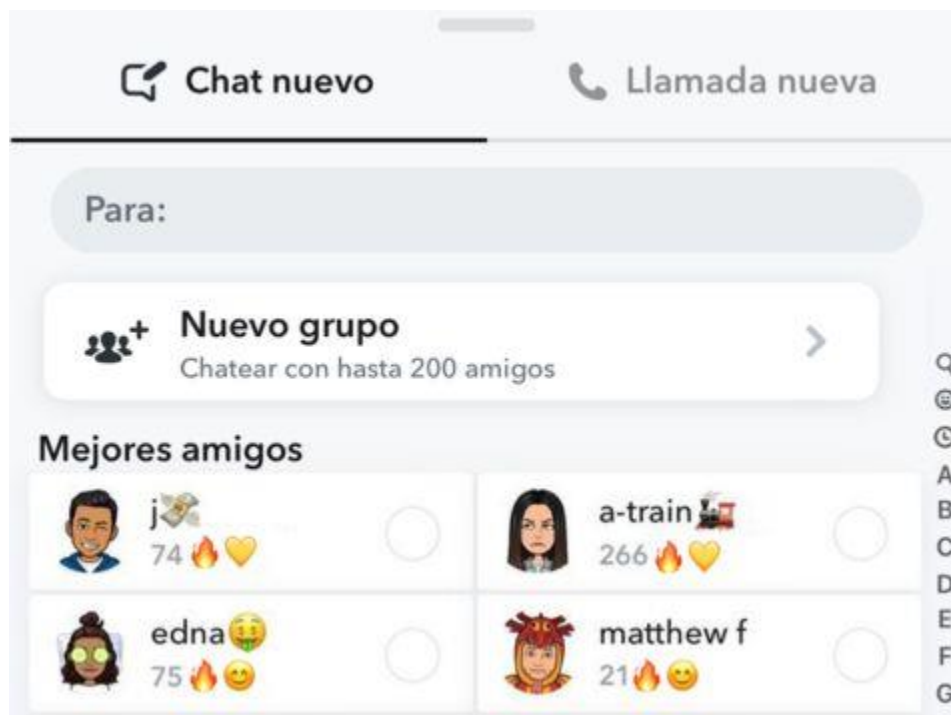 Chat nuevo
Llamada nueva
Para:
Nuevo grupo
Chatear con hasta 200 amigos
Mejores amigos
j💸
74🔥💛
a-train🚂
266🔥💛
edna🤑
75🔥😊
matthew f
21🔥😊
A
B
C
D
E
F
G